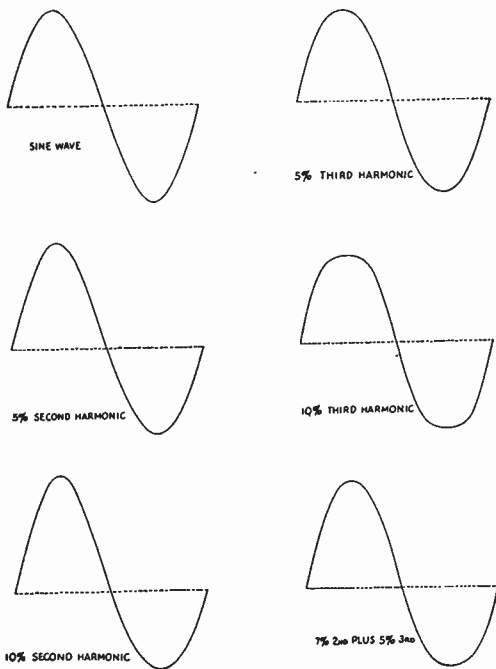 SINE WAVE
5% THIRD HARMONIC
5% SECOND HARMONIC
10% THIRD HARMONIC
10% SECOND HARMONIC
7% 2ND PLUS 5% 3RD